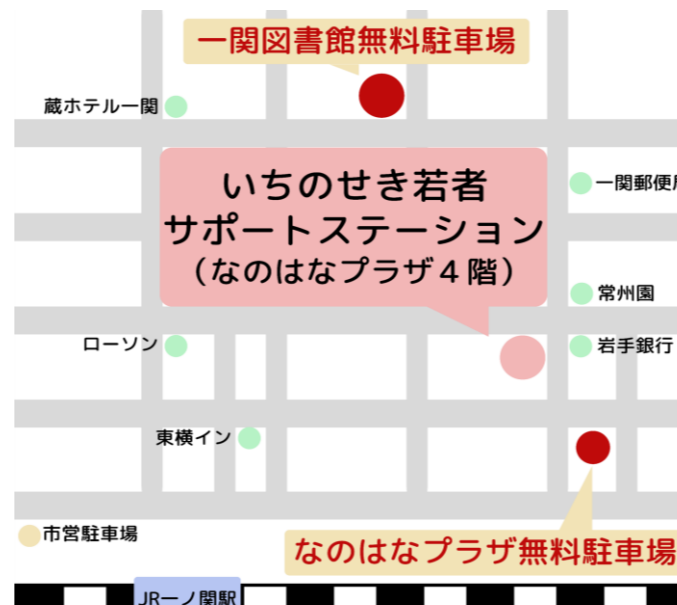 一関図書館無料駐車場
蔵ホテル一関
いちのせき若者
サポートステーション
（なのはなプラザ４階）
一関郵便局
常州園
ローソン
岩手銀行
東横イン
市営駐車場
なのはなプラザ無料駐車場
JR一ノ関駅